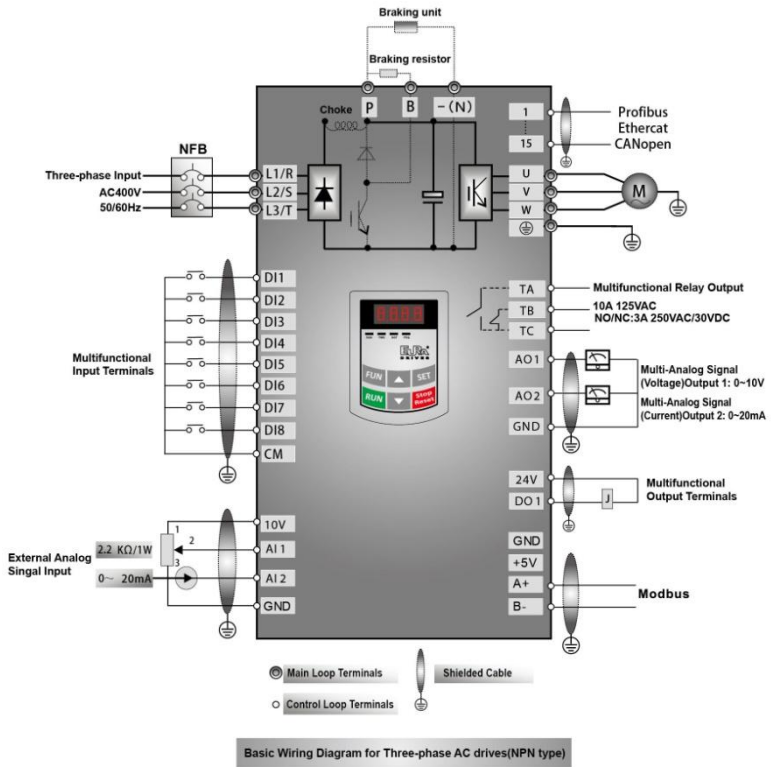 Braking unit
Braking resistor
P
B
-(N)
Choke
NFB
Three-phase Input
AC400V
50/60Hz
L1/R
L2/S
L3/T
1
15
Profibus
Ethercat
CANopen
U
V
W
M
DI1
DI2
DI3
DI4
DI5
DI6
DI7
DI8
CM
Multifunctional
Input Terminals
8.8.8.8.
FUN
SET
RUN
Stop
Reset
TA
TB
TC
Multifunctional Relay Output
10A 125VAC
NO/NC:3A 250VAC/30VDC
AO1
AO2
GND
Multi-Analog Signal
(Voltage)Output 1: 0~10V
Multi-Analog Signal
(Current)Output 2: 0~20mA
24V
DO1
J
Multifunctional
Output Terminals
10V
AI1
AI2
GND
1
2
3
2.2 KΩ/1W
0~ 20mA
External Analog
Singal Input
GND
+5V
A+
B-
Modbus
Main Loop Terminals
Control Loop Terminals
Shielded Cable
Basic Wiring Diagram for Three-phase AC drives(NPN type)